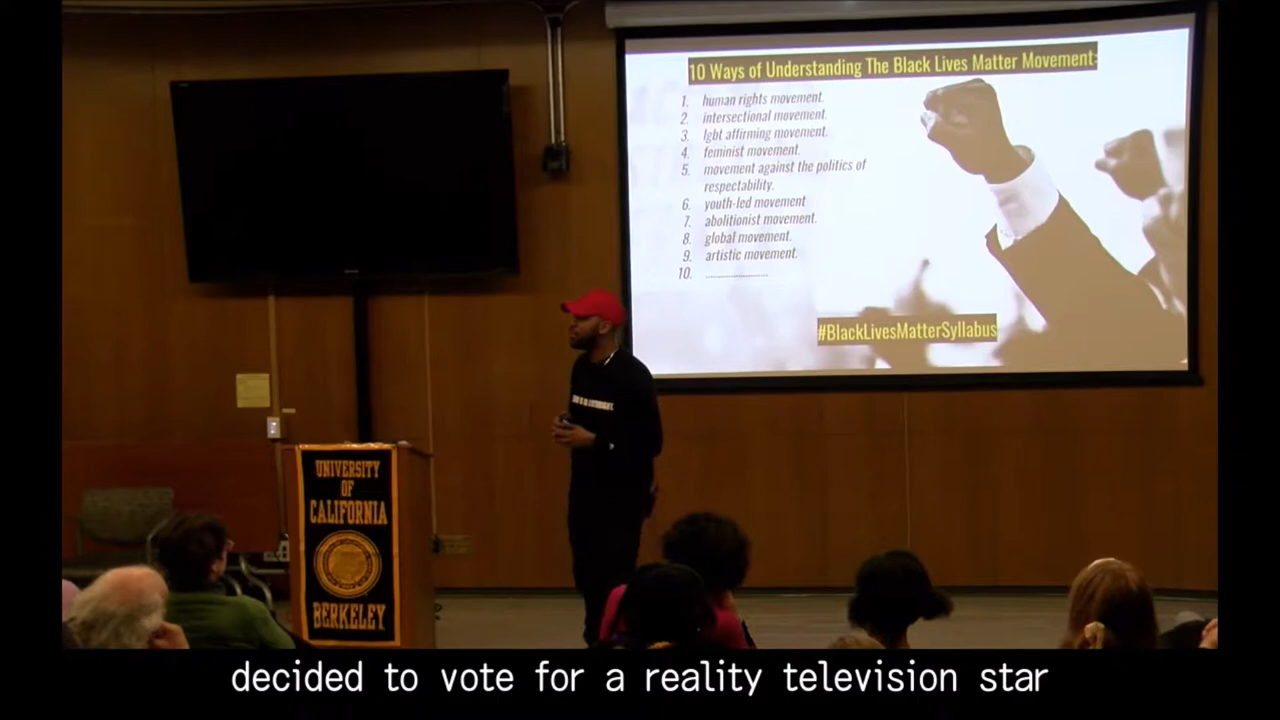 10 Ways of Understanding The Black Lives Matter Movement:
1. human rights movement.
2. intersectional movement.
3. lgbt affirming movement.
4. feminist movement.
5. movement against the politics of
respectability.
6. youth-led movement
7. abolitionist movement.
8. global movement.
9. artistic movement.
10. ______________
#BlackLivesMatterSyllabus
UNIVERSITY
OF
CALIFORNIA
BERKELEY
decided to vote for a reality television star